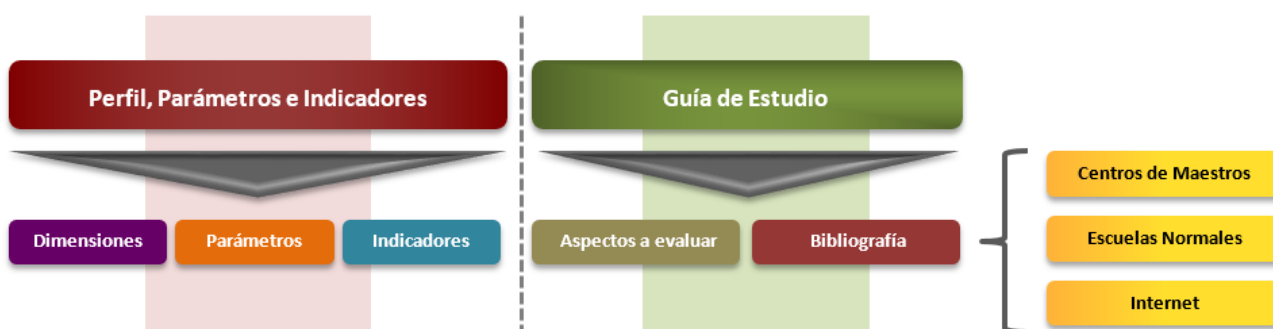 Perfil, Parámetros e Indicadores
Guía de Estudio
Dimensiones
Parámetros
Indicadores
Aspectos a evaluar
Bibliografía
Centros de Maestros
Escuelas Normales
Internet